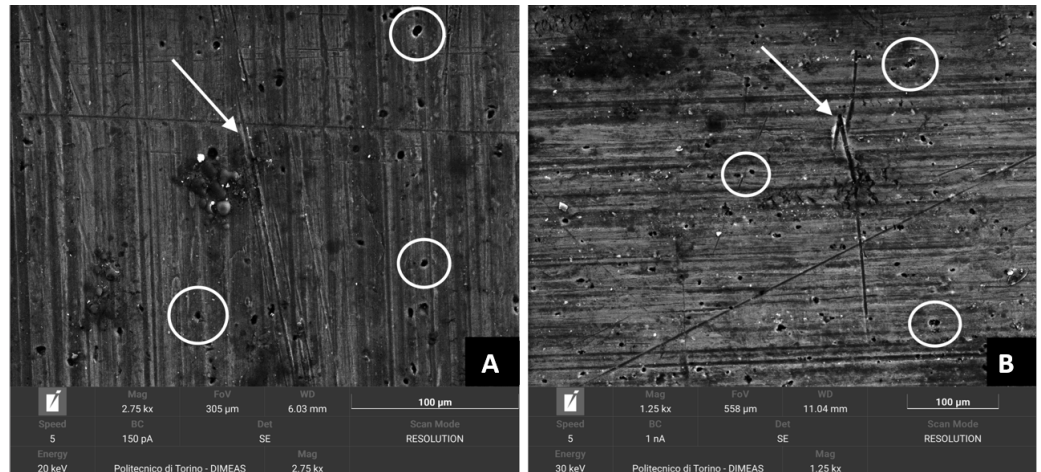 A
B
Mag FoV WD
2.75 kx 305 µm 6.03 mm 100 µm
Speed BC Det Scan Mode
5 150 pA SE RESOLUTION
Energy Mag
20 keV Politecnico di Torino - DIMEAS 2.75 kx
Mag FoV WD
1.25 kx 558 µm 11.04 mm 100 µm
Speed BC Det Scan Mode
5 1 nA SE RESOLUTION
Energy Mag
30 keV Politecnico di Torino - DIMEAS 1.25 kx